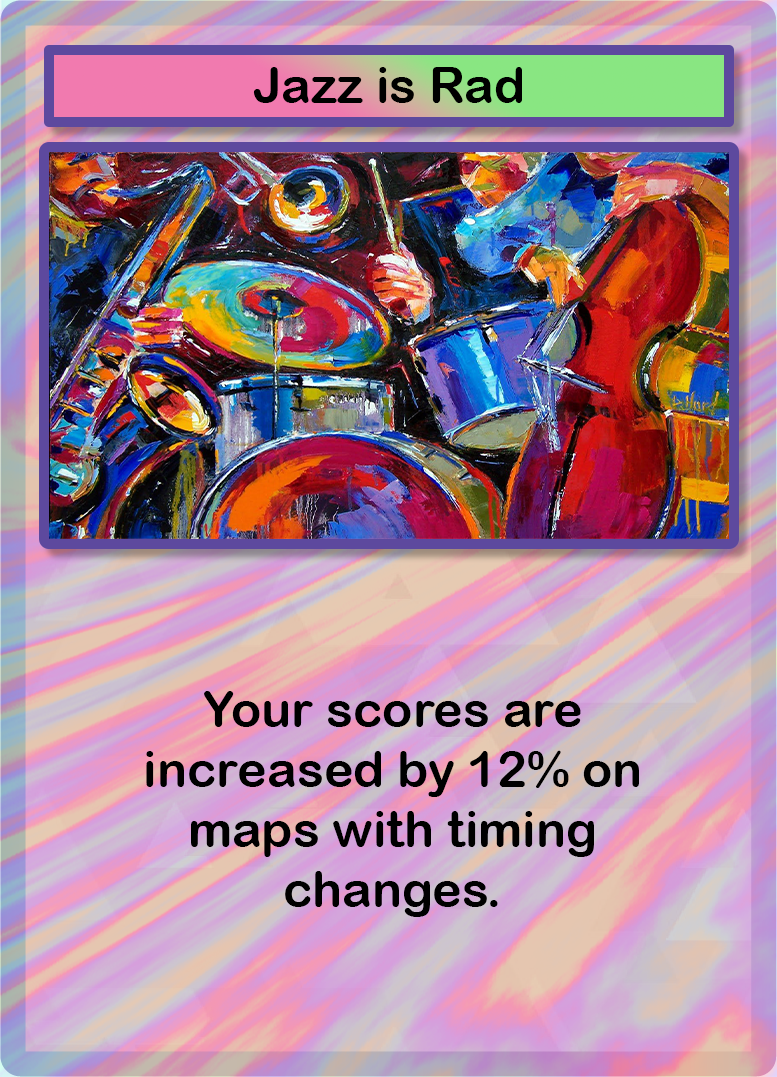 Jazz is Rad
Your scores are
increased by 12% on
maps with timing
changes.